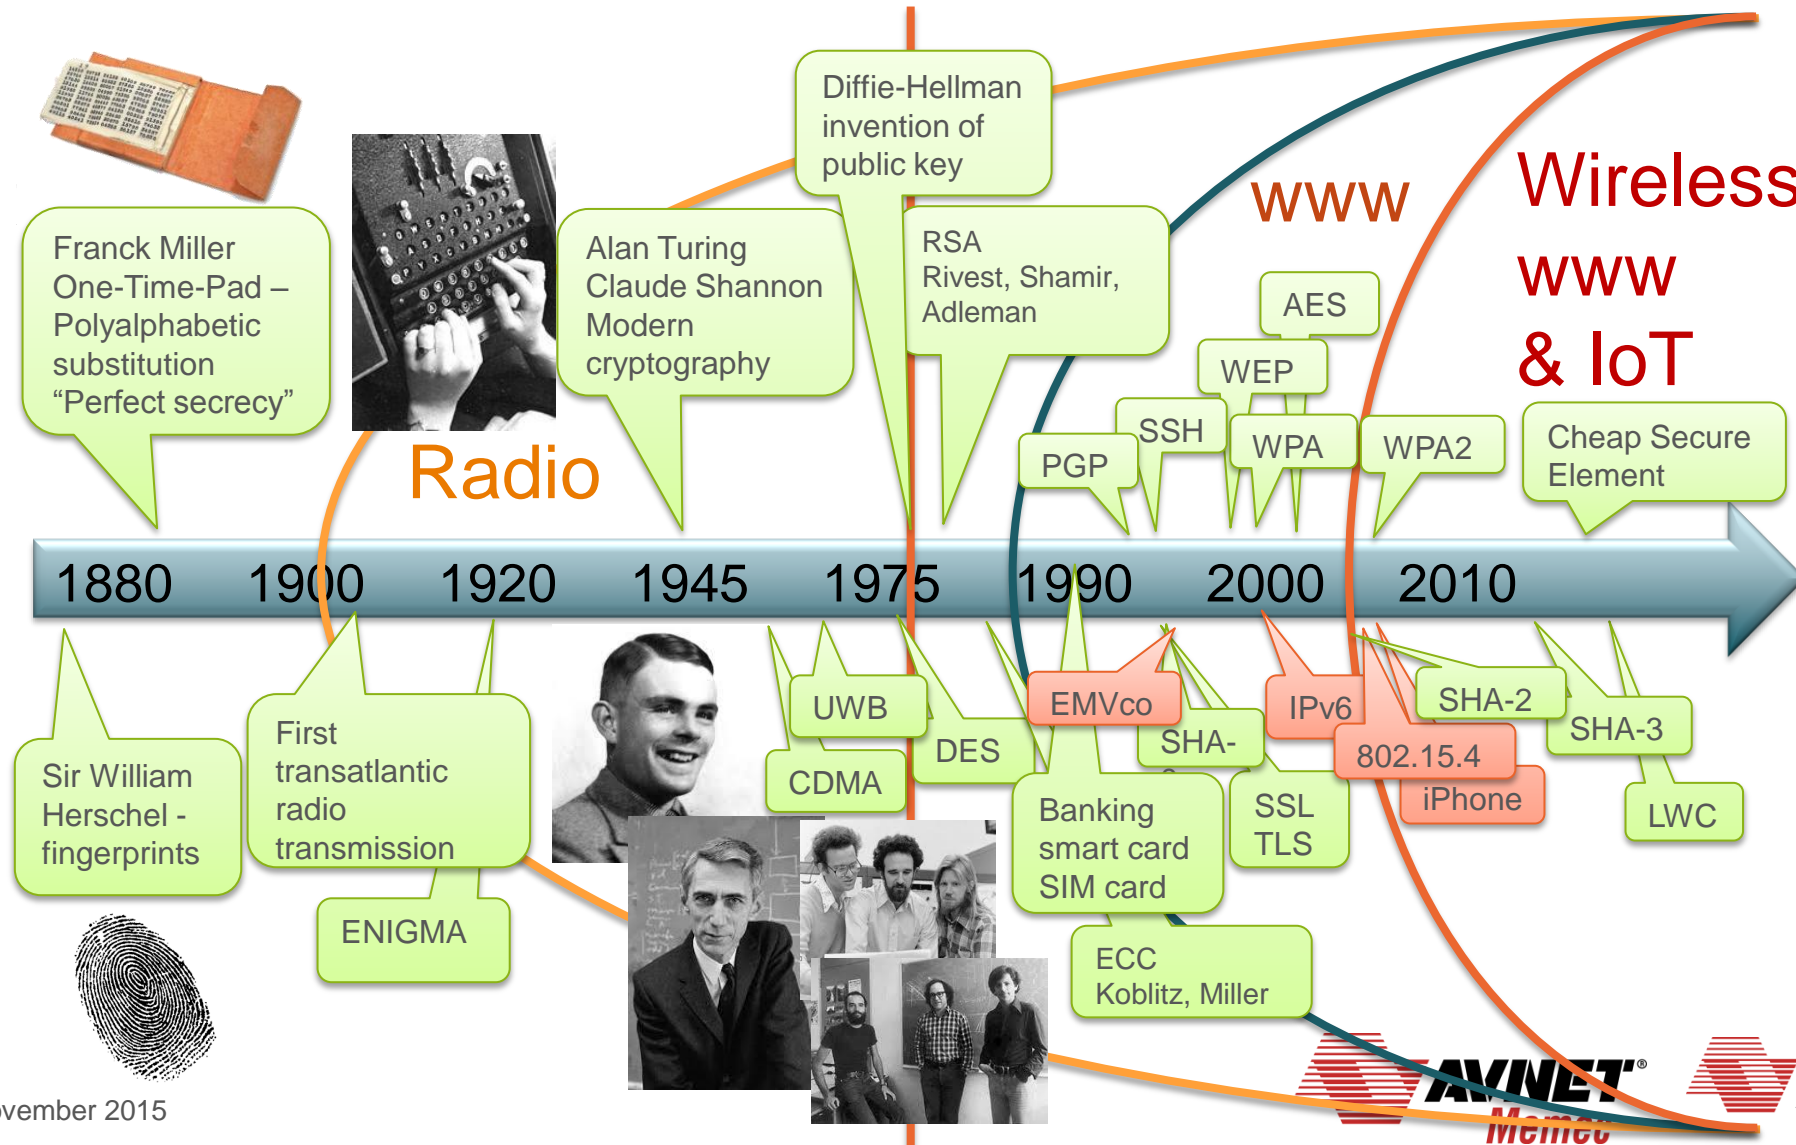 Diffie-Hellman
invention of
public key
Franck Miller
One-Time-Pad –
Polyalphabetic
substitution
“Perfect secrecy”
Alan Turing
Claude Shannon
Modern
cryptography
RSA
Rivest, Shamir,
Adleman
www
Wireless
www
& IoT
AES
WEP
SSH
WPA
PGP
WPA2
Cheap Secure
Element
Radio
1880
1900
1920
1945
1975
1990
2000
2010
Sir William
Herschel -
fingerprints
First
transatlantic
radio
transmission
ENIGMA
UWB
CDMA
DES
EMVco
SHA-
IPv6
SHA-2
802.15.4
iPhone
SHA-3
LWC
Banking
smart card
SIM card
SSL
TLS
ECC
Koblitz, Miller
AVNET®
Memec
ovember 2015